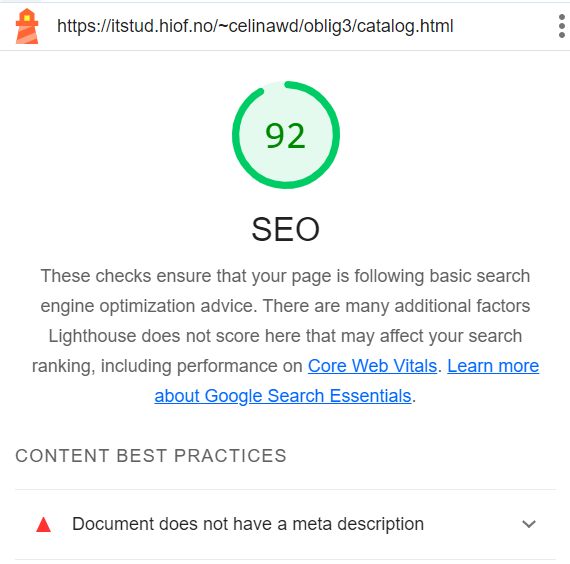 https://itstud.hiof.no/~celinawd/oblig3/catalog.html
92
SEO
These checks ensure that your page is following basic search
engine optimization advice. There are many additional factors
Lighthouse does not score here that may affect your search
ranking, including performance on Core Web Vitals. Learn more
about Google Search Essentials.
CONTENT BEST PRACTICES
Document does not have a meta description